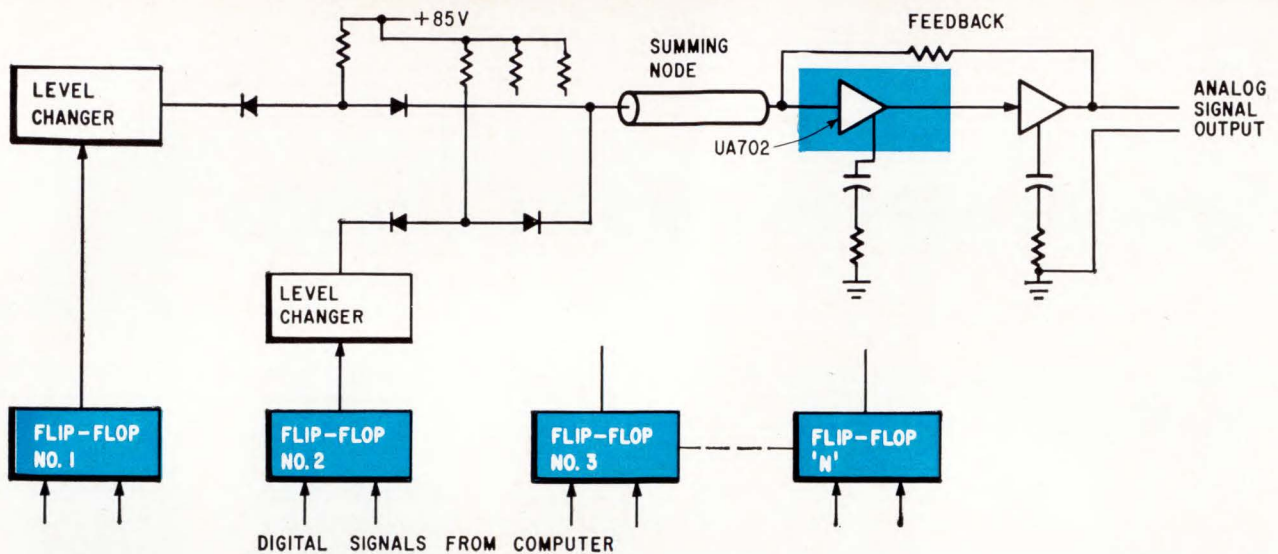 +85V
FEEDBACK
SUMMING
NODE
LEVEL
CHANGER
ANALOG
SIGNAL
OUTPUT
UA702
LEVEL
CHANGER
FLIP-FLOP
NO. 1
FLIP-FLOP
NO. 2
FLIP-FLOP
NO. 3
FLIP-FLOP
'N'
DIGITAL SIGNALS FROM COMPUTER